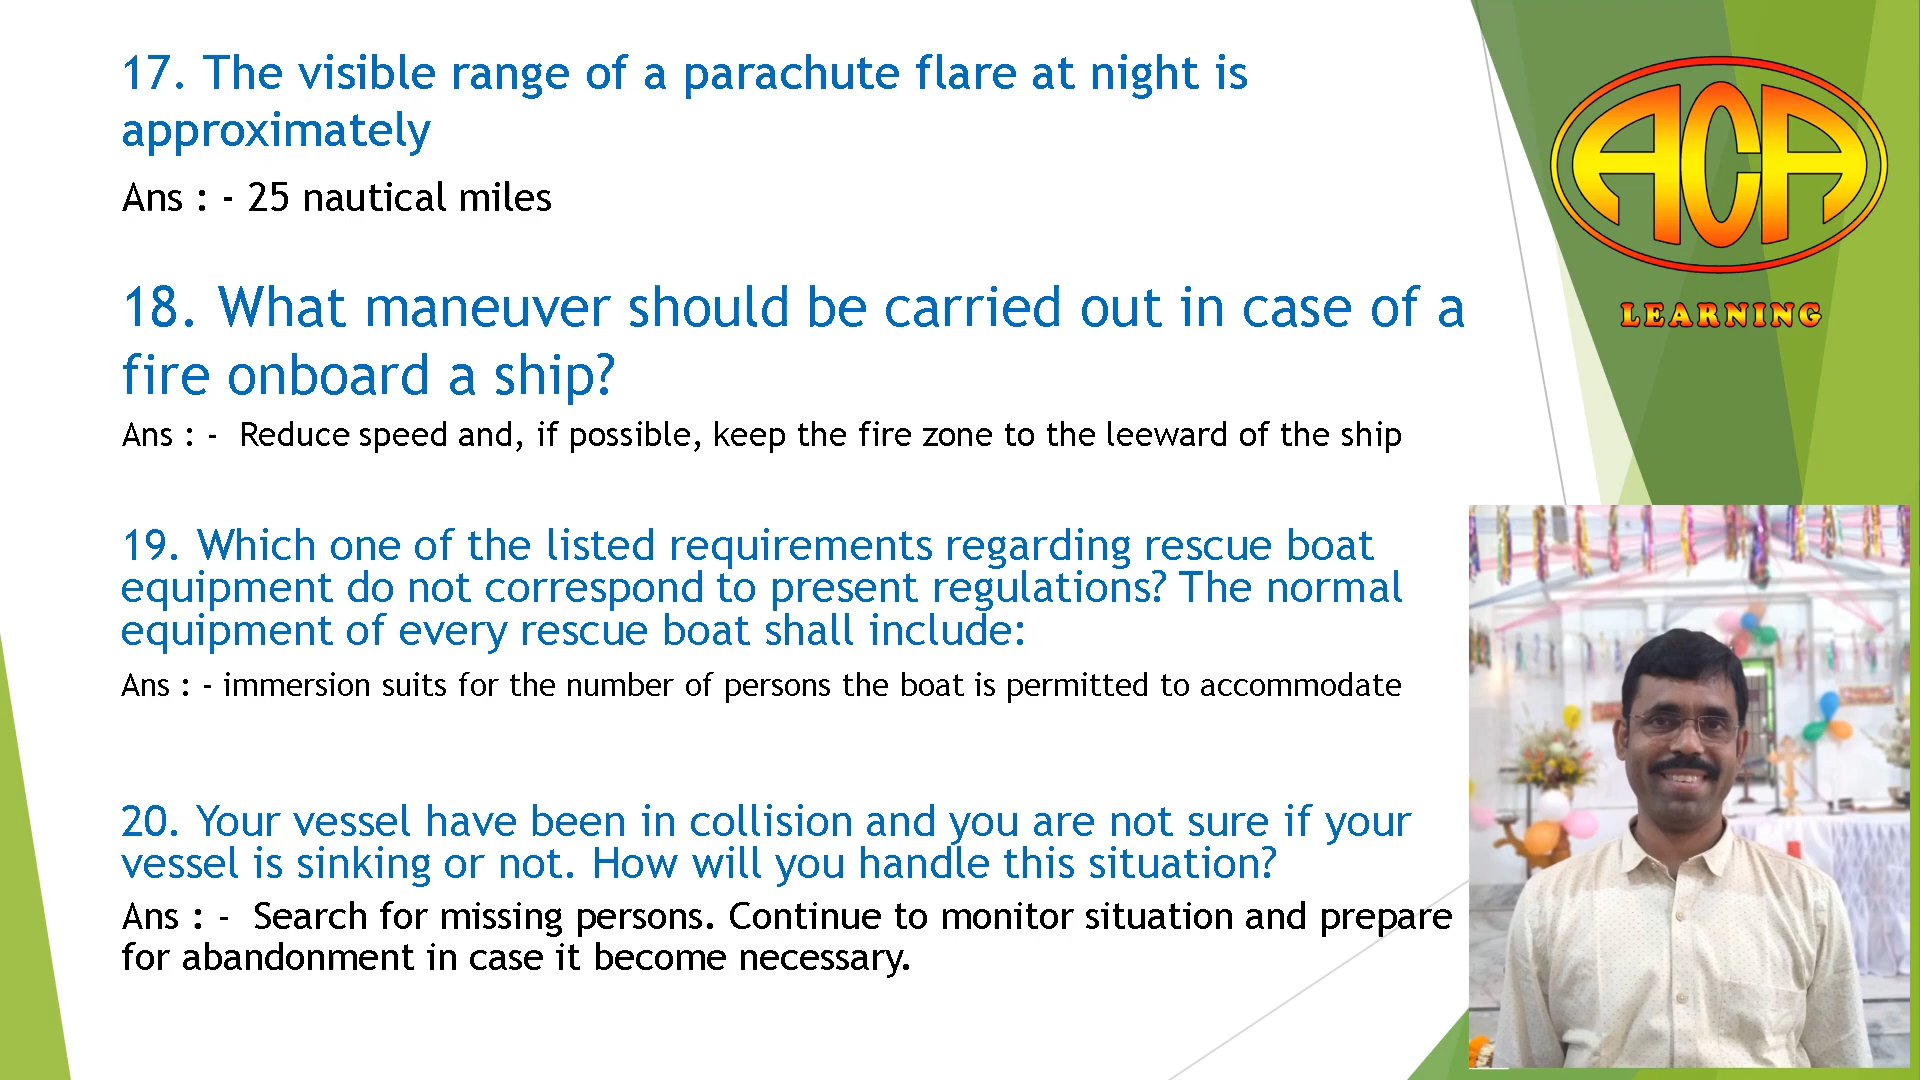 17. The visible range of a parachute flare at night is
approximately
Ans : - 25 nautical miles
18. What maneuver should be carried out in case of a
fire onboard a ship?
Ans : - Reduce speed and, if possible, keep the fire zone to the leeward of the ship
19. Which one of the listed requirements regarding rescue boat
equipment do not correspond to present regulations? The normal
equipment of every rescue boat shall include:
Ans : - immersion suits for the number of persons the boat is permitted to accommodate
20. Your vessel have been in collision and you are not sure if your
vessel is sinking or not. How will you handle this situation?
Ans : - Search for missing persons. Continue to monitor situation and prepare
for abandonment in case it become necessary.
ACA
LEARNING